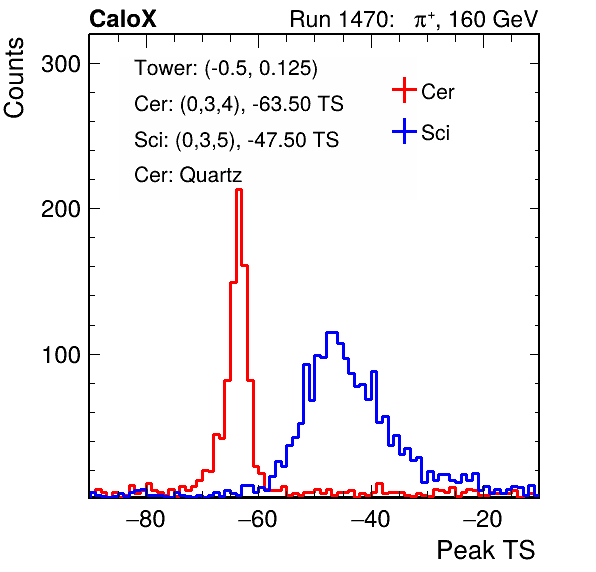 CaloX Run 1470: π⁺, 160 GeV
Counts
Tower: (-0.5, 0.125)
Cer: (0,3,4), -63.50 TS
Sci: (0,3,5), -47.50 TS
Cer: Quartz
Cer
Sci
300
200
100
−80 −60 −40 −20
Peak TS